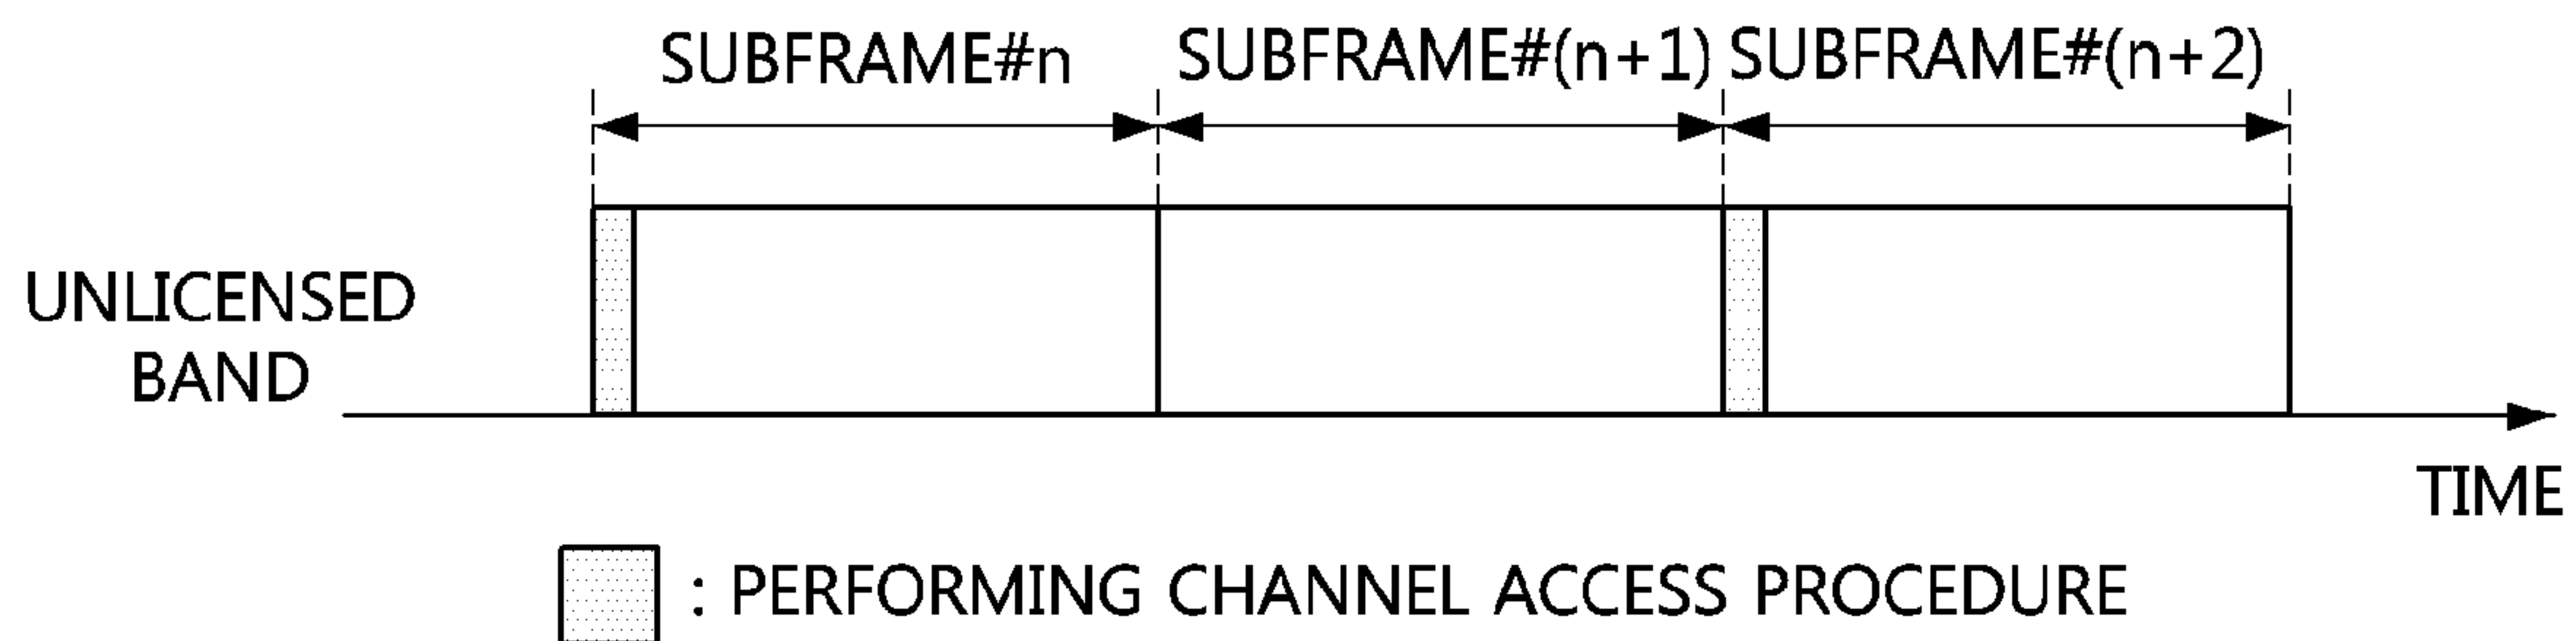 SUBFRAME#n SUBFRAME#(n+1) SUBFRAME#(n+2)
UNLICENSED
BAND
TIME
: PERFORMING CHANNEL ACCESS PROCEDURE